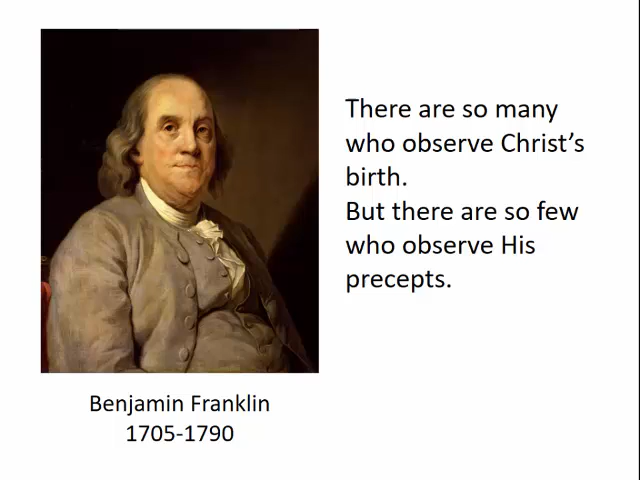 There are so many
who observe Christ’s
birth.
But there are so few
who observe His
precepts.
Benjamin Franklin
1705-1790